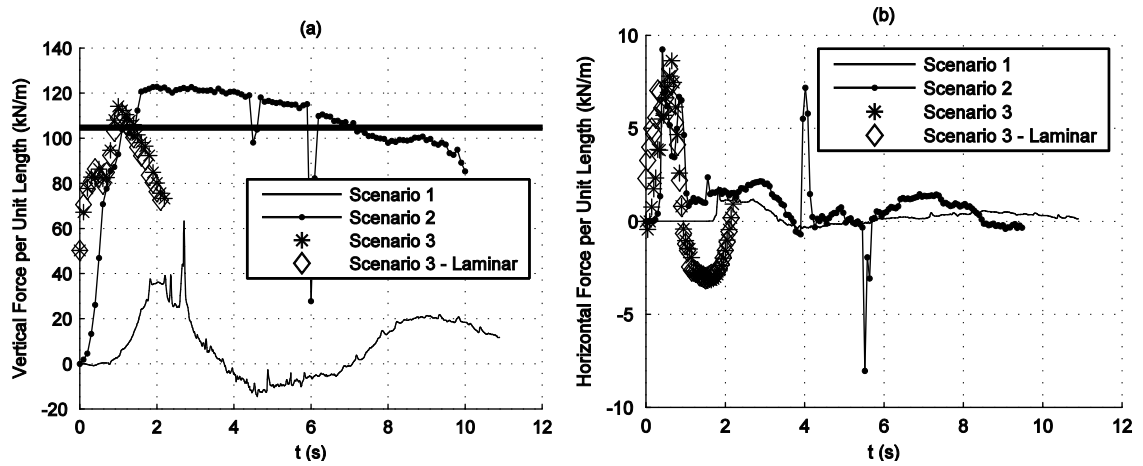 (a)
Vertical Force per Unit Length (kN/m)
140
120
100
80
60
40
20
0
-20
0 2 4 6 8 10 12
t (s)
Scenario 1
Scenario 2
Scenario 3
Scenario 3 - Laminar
(b)
Horizontal Force per Unit Length (kN/m)
10
5
0
-5
-10
0 2 4 6 8 10 12
t (s)
Scenario 1
Scenario 2
Scenario 3
Scenario 3 - Laminar